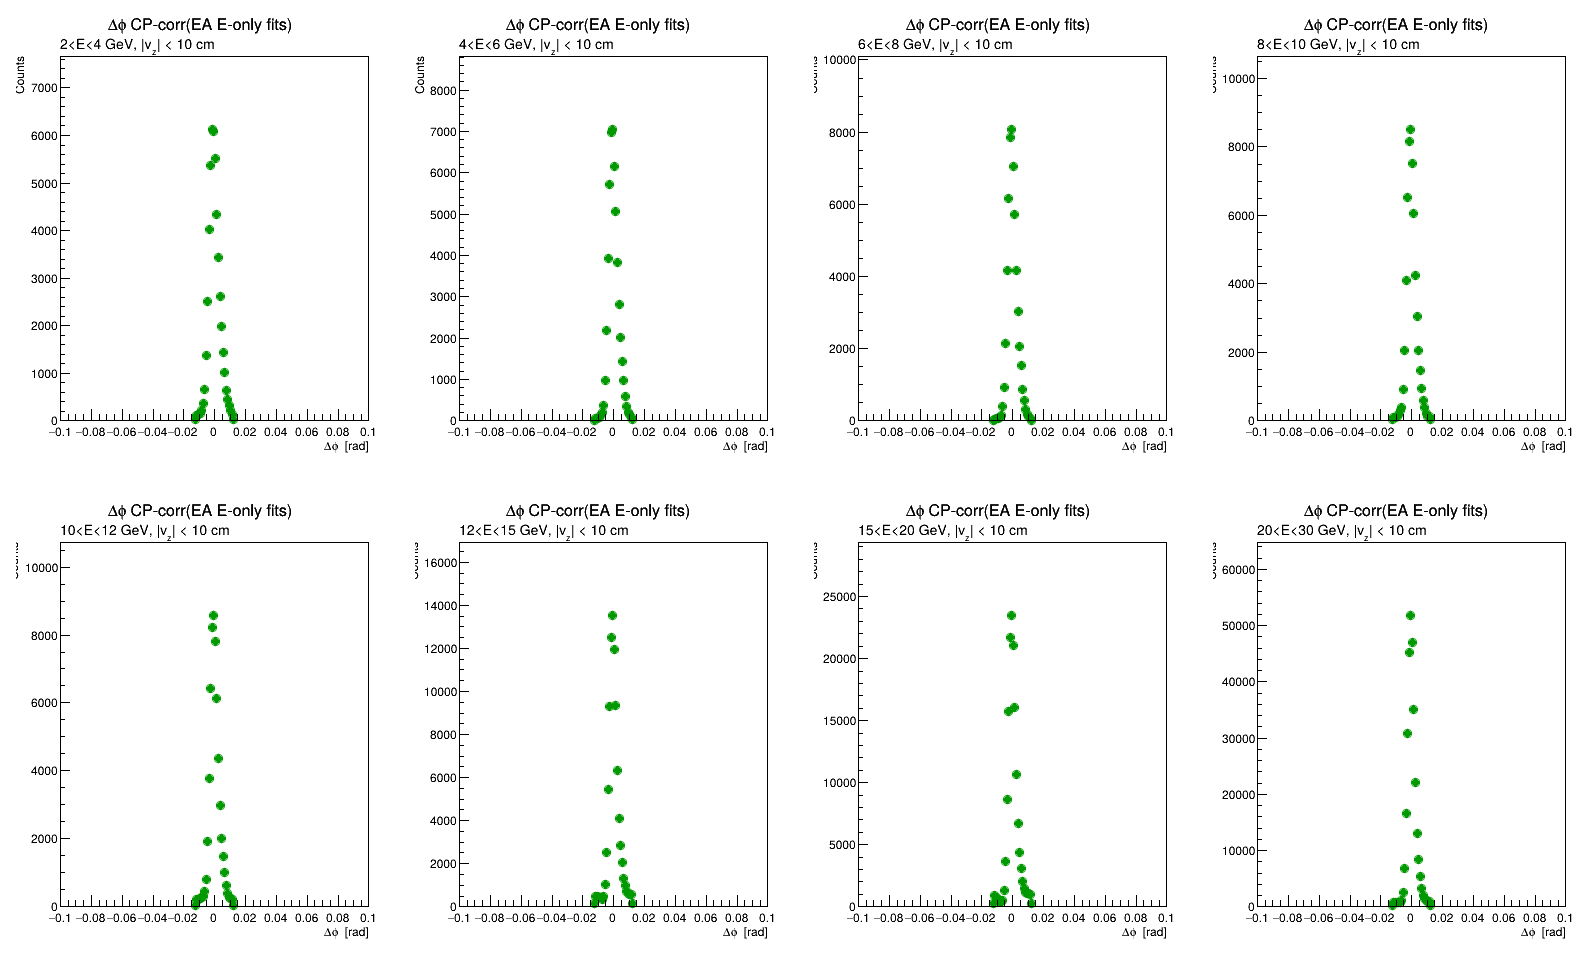 Δϕ CP-corr(EA E-only fits)
2<E<4 GeV, |v_z| < 10 cm
Counts
7000
6000
5000
4000
3000
2000
1000
0
−0.1 −0.08 −0.06 −0.04 −0.02 0 0.02 0.04 0.06 0.08 0.1
Δϕ [rad]
Δϕ CP-corr(EA E-only fits)
4<E<6 GeV, |v_z| < 10 cm
Counts
8000
7000
6000
5000
4000
3000
2000
1000
0
−0.1 −0.08 −0.06 −0.04 −0.02 0 0.02 0.04 0.06 0.08 0.1
Δϕ [rad]
Δϕ CP-corr(EA E-only fits)
6<E<8 GeV, |v_z| < 10 cm
Counts
10000
8000
6000
4000
2000
0
−0.1 −0.08 −0.06 −0.04 −0.02 0 0.02 0.04 0.06 0.08 0.1
Δϕ [rad]
Δϕ CP-corr(EA E-only fits)
8<E<10 GeV, |v_z| < 10 cm
Counts
10000
8000
6000
4000
2000
0
−0.1 −0.08 −0.06 −0.04 −0.02 0 0.02 0.04 0.06 0.08 0.1
Δϕ [rad]
Δϕ CP-corr(EA E-only fits)
10<E<12 GeV, |v_z| < 10 cm
Counts
10000
8000
6000
4000
2000
0
−0.1 −0.08 −0.06 −0.04 −0.02 0 0.02 0.04 0.06 0.08 0.1
Δϕ [rad]
Δϕ CP-corr(EA E-only fits)
12<E<15 GeV, |v_z| < 10 cm
Counts
16000
14000
12000
10000
8000
6000
4000
2000
0
−0.1 −0.08 −0.06 −0.04 −0.02 0 0.02 0.04 0.06 0.08 0.1
Δϕ [rad]
Δϕ CP-corr(EA E-only fits)
15<E<20 GeV, |v_z| < 10 cm
Counts
25000
20000
15000
10000
5000
0
−0.1 −0.08 −0.06 −0.04 −0.02 0 0.02 0.04 0.06 0.08 0.1
Δϕ [rad]
Δϕ CP-corr(EA E-only fits)
20<E<30 GeV, |v_z| < 10 cm
Counts
60000
50000
40000
30000
20000
10000
0
−0.1 −0.08 −0.06 −0.04 −0.02 0 0.02 0.04 0.06 0.08 0.1
Δϕ [rad]